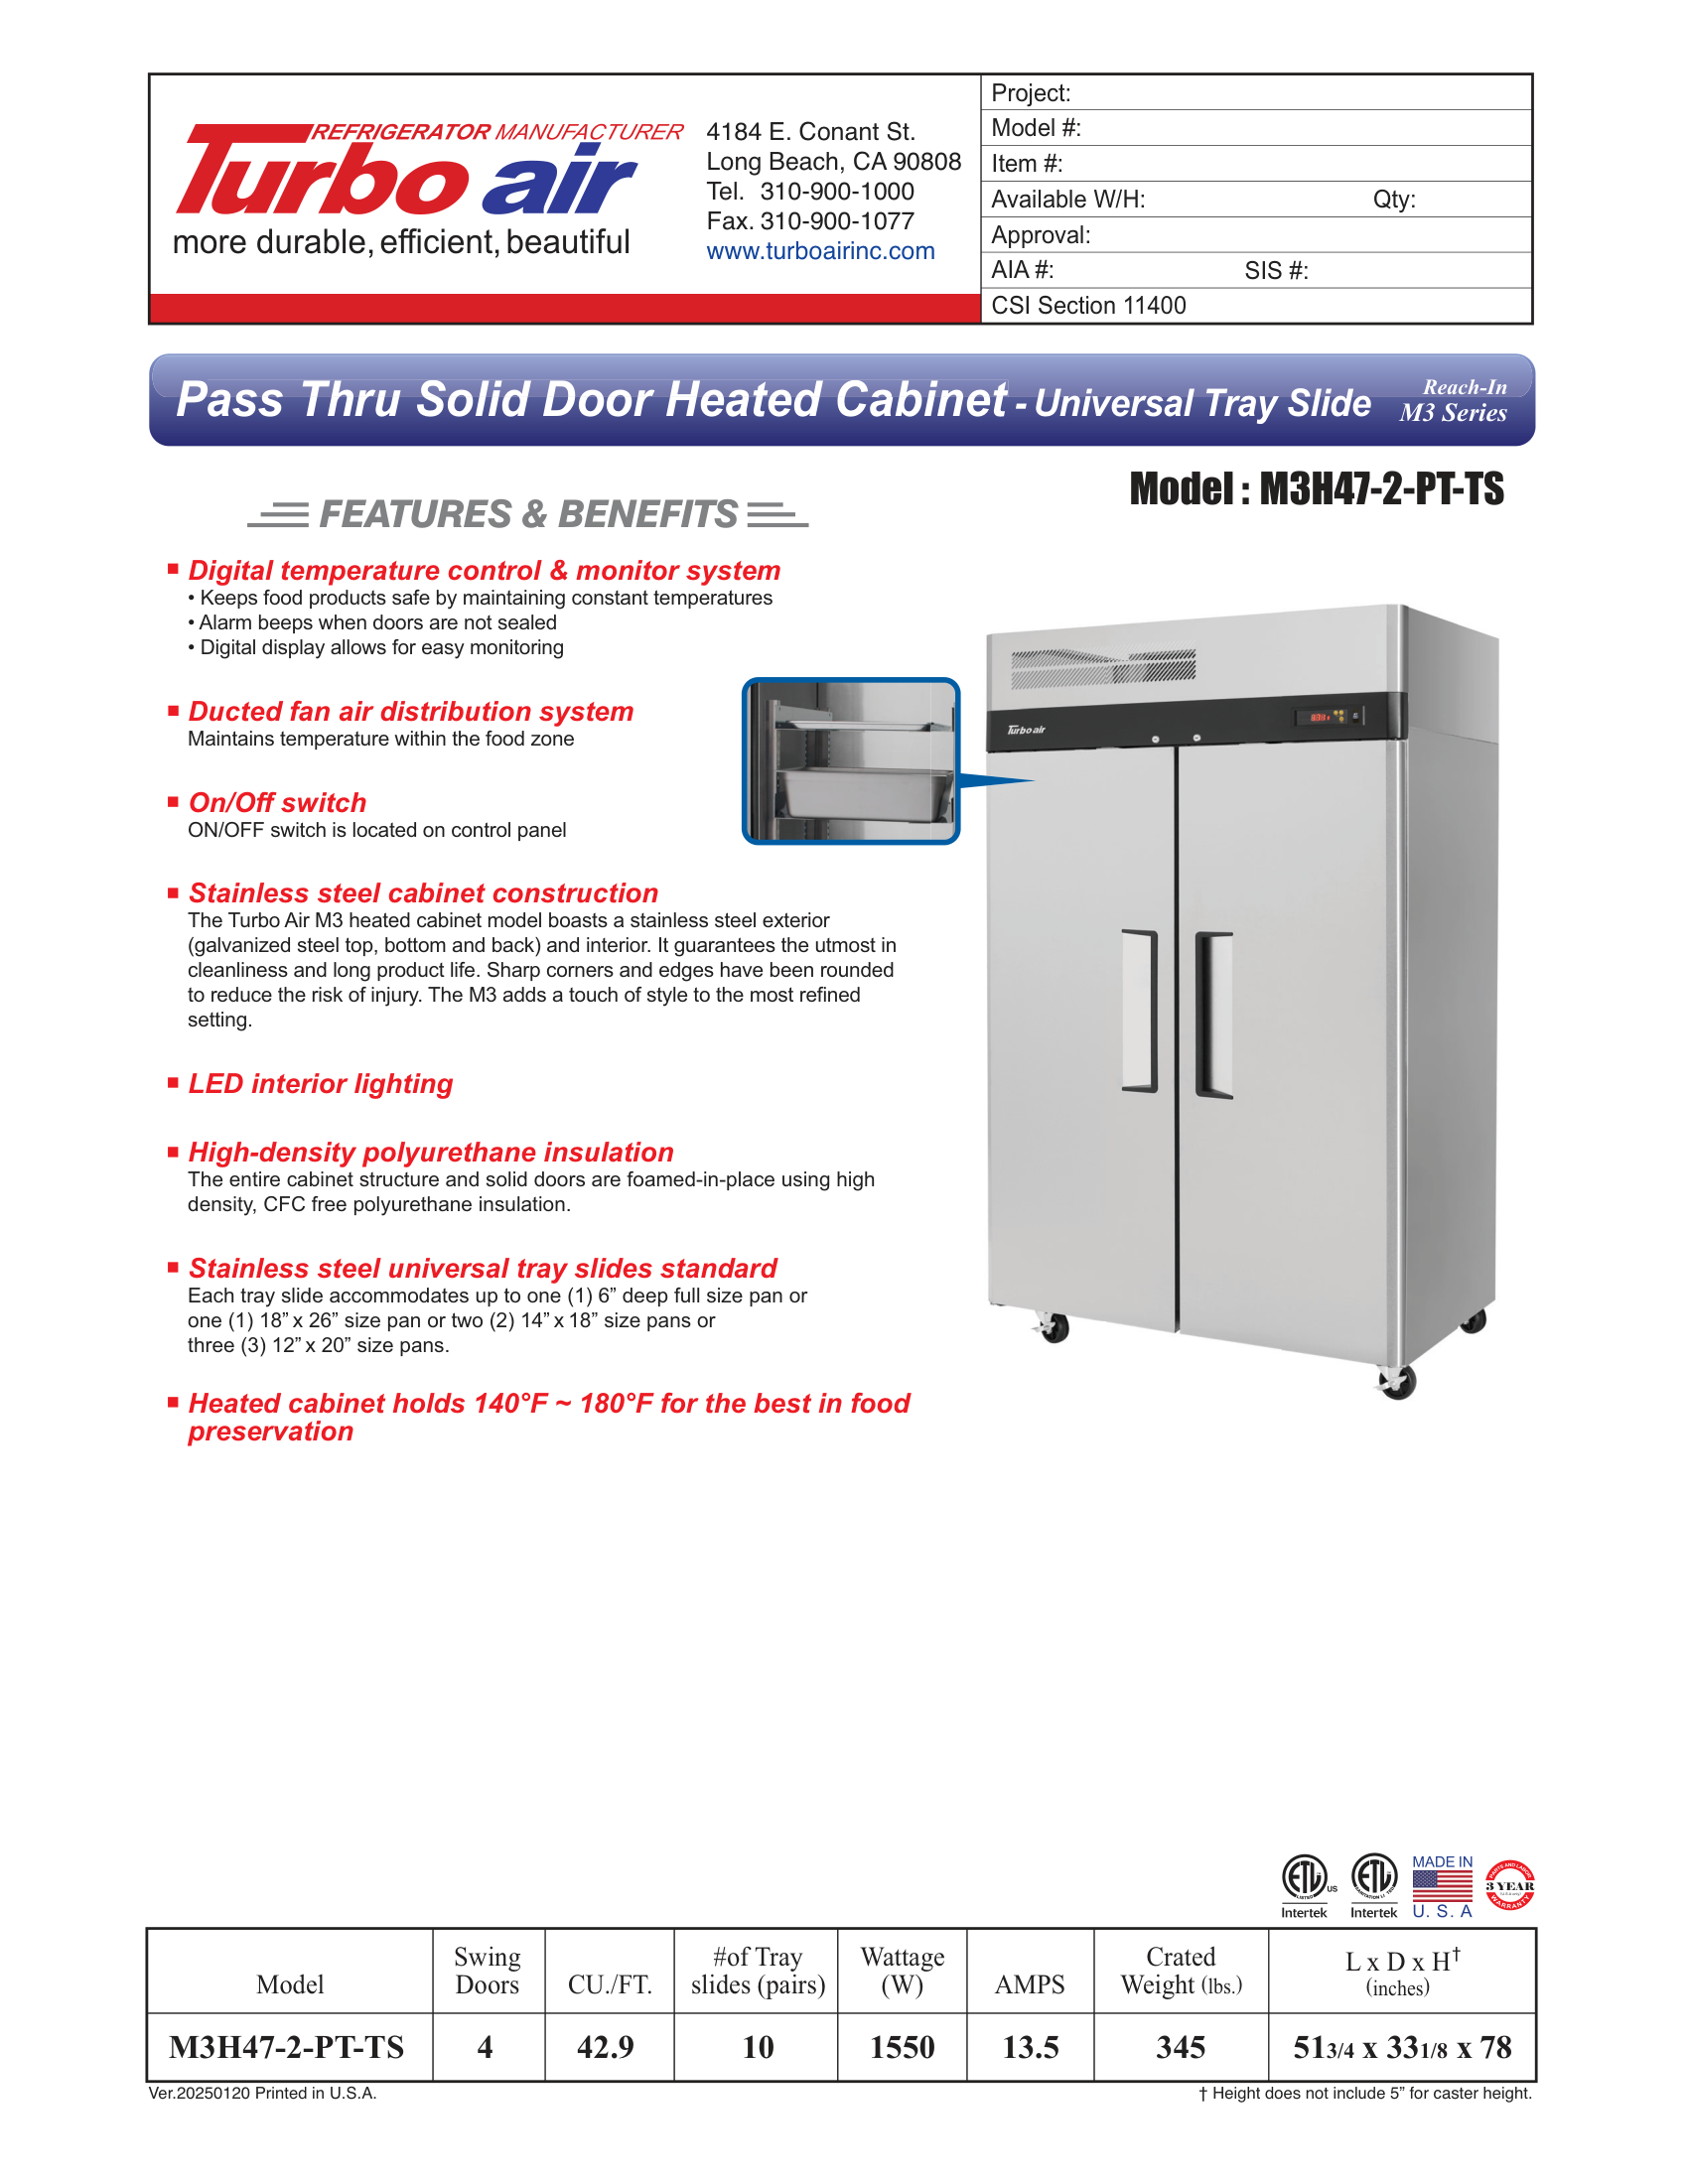 REFRIGERATOR MANUFACTURER
Turbo air
more durable, efficient, beautiful
4184 E. Conant St.
Long Beach, CA 90808
Tel. 310-900-1000
Fax. 310-900-1077
www.turboairinc.com
Project:
Model #:
Item #:
Available W/H: Qty:
Approval:
AIA #: SIS #:
CSI Section 11400
Pass Thru Solid Door Heated Cabinet - Universal Tray Slide
Reach-In
M3 Series
Model : M3H47-2-PT-TS
FEATURES & BENEFITS
Digital temperature control & monitor system
• Keeps food products safe by maintaining constant temperatures
• Alarm beeps when doors are not sealed
• Digital display allows for easy monitoring
Ducted fan air distribution system
Maintains temperature within the food zone
On/Off switch
ON/OFF switch is located on control panel
Stainless steel cabinet construction
The Turbo Air M3 heated cabinet model boasts a stainless steel exterior
(galvanized steel top, bottom and back) and interior. It guarantees the utmost in
cleanliness and long product life. Sharp corners and edges have been rounded
to reduce the risk of injury. The M3 adds a touch of style to the most refined
setting.
LED interior lighting
High-density polyurethane insulation
The entire cabinet structure and solid doors are foamed-in-place using high
density, CFC free polyurethane insulation.
Stainless steel universal tray slides standard
Each tray slide accommodates up to one (1) 6” deep full size pan or
one (1) 18” x 26” size pan or two (2) 14” x 18” size pans or
three (3) 12” x 20” size pans.
Heated cabinet holds 140°F ~ 180°F for the best in food
preservation
Turbo air
ETL LISTED US
Intertek
ETL
Intertek
MADE IN
U. S. A
PARTS AND LABOR
3 YEAR
WARRANTY
Model
Swing Doors
CU./FT.
#of Tray slides (pairs)
Wattage (W)
AMPS
Crated Weight (lbs.)
L x D x H† (inches)
M3H47-2-PT-TS 4 42.9 10 1550 13.5 345 51 3/4 x 33 1/8 x 78
Ver.20250120 Printed in U.S.A.
† Height does not include 5” for caster height.